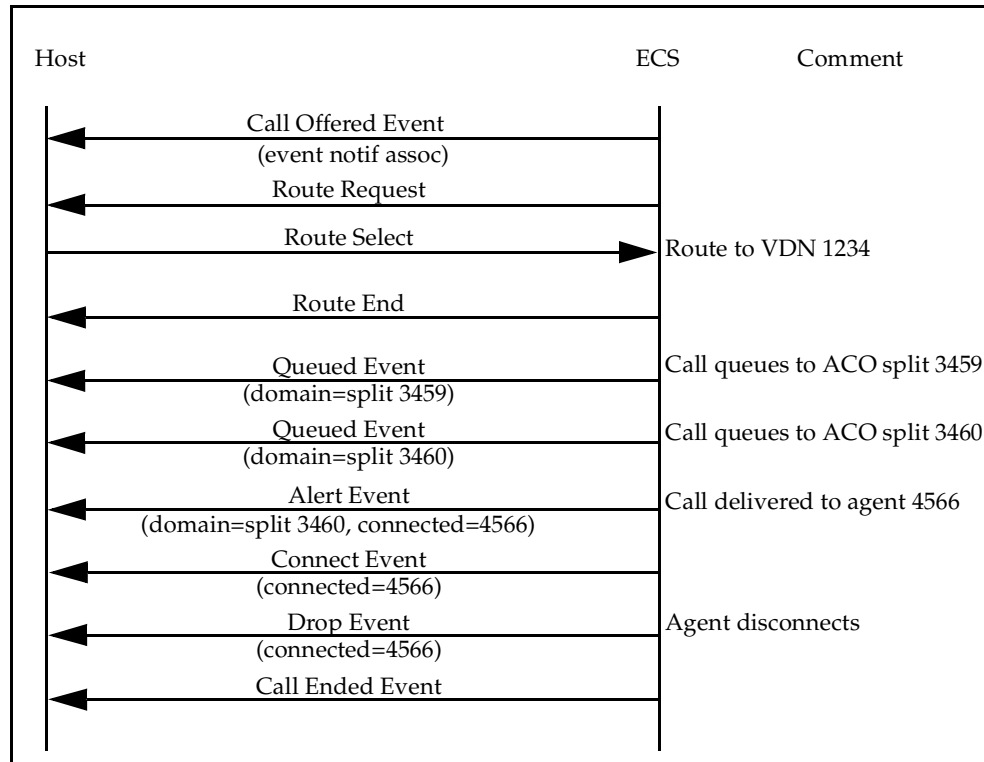 Host ECS Comment
Call Offered Event
(event notif assoc)
Route Request
Route Select
Route to VDN 1234
Route End
Queued Event
Call queues to ACO split 3459
(domain=split 3459)
Queued Event
Call queues to ACO split 3460
(domain=split 3460)
Alert Event
Call delivered to agent 4566
(domain=split 3460, connected=4566)
Connect Event
(connected=4566)
Drop Event
Agent disconnects
(connected=4566)
Call Ended Event